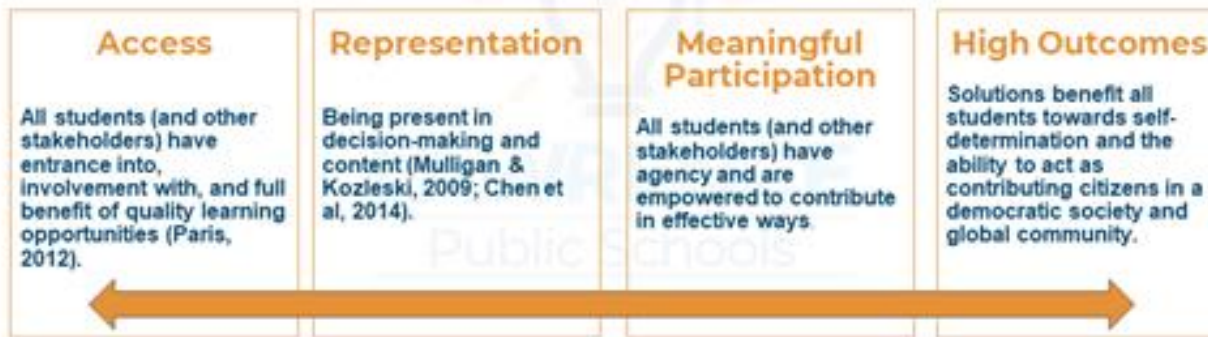 Access
All students (and other
stakeholders) have
entrance into,
involvement with, and full
benefit of quality learning
opportunities (Paris,
2012).
Representation
Being present in
decision-making and
content (Mulligan &
Kozleski, 2009; Chen et
al, 2014).
Meaningful
Participation
All students (and other
stakeholders) have
agency and are
empowered to contribute
in effective ways.
High Outcomes
Solutions benefit all
students towards self-
determination and the
ability to act as
contributing citizens in a
democratic society and
global community.
Public Schools